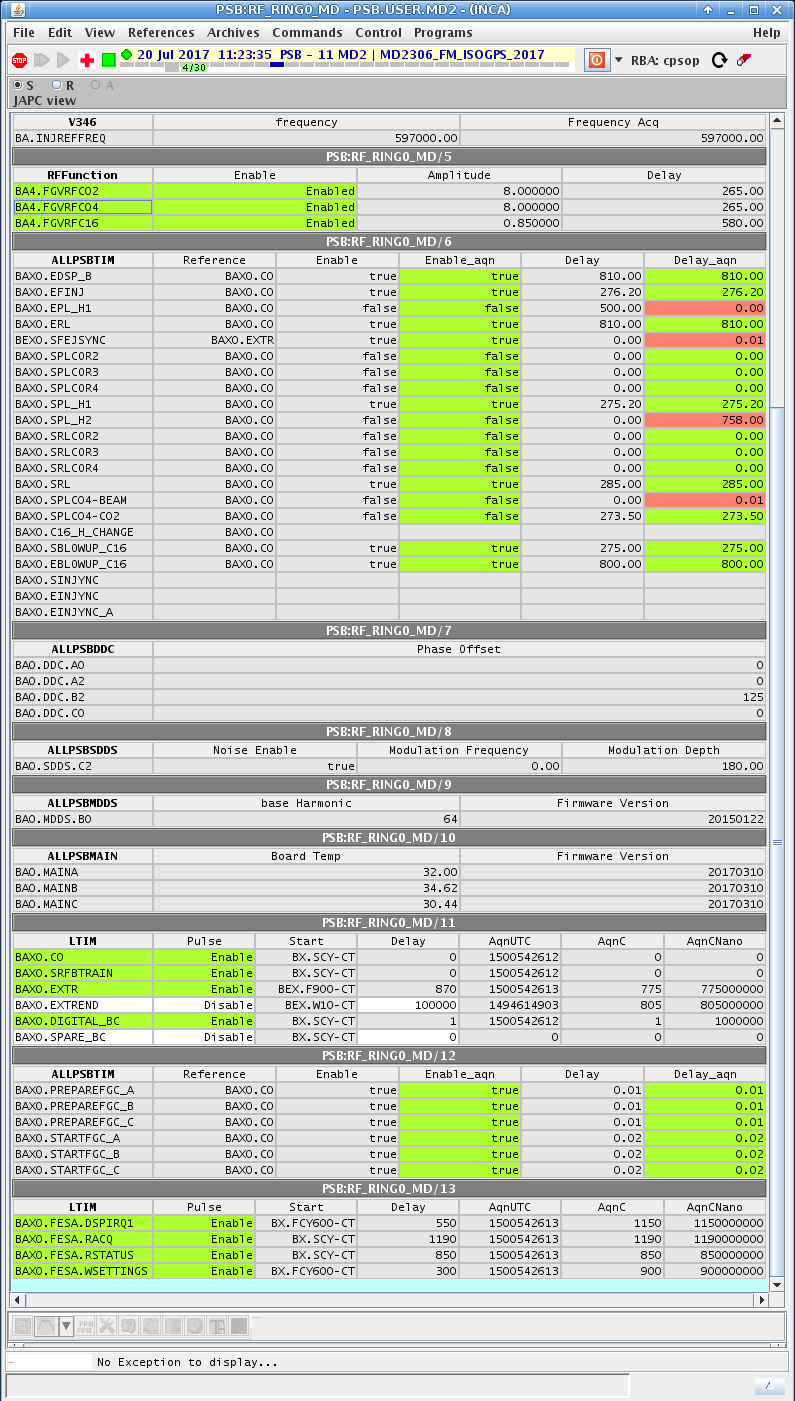 PSB:RF_RING0_MD - PSB.USER.MD2 - (INCA)
File Edit View References Archives Commands Control Programs Help
STOP 20 Jul 2017 11:23:35 PSB - 11 MD2 | MD2306_FM_ISOGPS_2017 RBA: cpsop
4/30
S R A
JAPC view
V346 frequency Frequency Acq
BA.INJREFFREQ 597000.00 597000.00
PSB:RF_RING0_MD/5
RFFunction Enable Amplitude Delay
BA4.FGVRFC02 Enabled 8.000000 265.00
BA4.FGVRFC04 Enabled 8.000000 265.00
BA4.FGVRFC16 Enabled 0.850000 580.00
PSB:RF_RING0_MD/6
ALLPSBTIM Reference Enable Enable_aqn Delay Delay_aqn
BAX0.EDSP_B BAX0.C0 true true 810.00 810.00
BAX0.EFINJ BAX0.C0 true true 276.20 276.20
BAX0.EPL_H1 BAX0.C0 false false 500.00 0.00
BAX0.ERL BAX0.C0 true true 810.00 810.00
BEX0.SFEJSYNC BAX0.EXTR true true 0.00 0.01
BAX0.SPLCOR2 BAX0.C0 false false 0.00 0.00
BAX0.SPLCOR3 BAX0.C0 false false 0.00 0.00
BAX0.SPLCOR4 BAX0.C0 false false 0.00 0.00
BAX0.SPL_H1 BAX0.C0 true true 275.20 275.20
BAX0.SPL_H2 BAX0.C0 false false 0.00 758.00
BAX0.SRLCOR2 BAX0.C0 false false 0.00 0.00
BAX0.SRLCOR3 BAX0.C0 false false 0.00 0.00
BAX0.SRLCOR4 BAX0.C0 false false 0.00 0.00
BAX0.SRL BAX0.C0 true true 285.00 285.00
BAX0.SPLC04-BEAM BAX0.C0 false false 0.00 0.01
BAX0.SPLC04-C02 BAX0.C0 false false 273.50 273.50
BAX0.C16_H_CHANGE BAX0.C0
BAX0.SBLOWUP_C16 BAX0.C0 true true 275.00 275.00
BAX0.EBLOWUP_C16 BAX0.C0 true true 800.00 800.00
BAX0.SINJYNC
BAX0.EINJYNC
BAX0.EINJYNC_A
PSB:RF_RING0_MD/7
ALLPSBDDC Phase Offset
BA0.DDC.A0 0
BA0.DDC.A2 0
BA0.DDC.B2 125
BA0.DDC.C0 0
PSB:RF_RING0_MD/8
ALLPSBSDDS Noise Enable Modulation Frequency Modulation Depth
BA0.SDDS.C2 true 0.00 180.00
PSB:RF_RING0_MD/9
ALLPSBMDDS base Harmonic Firmware Version
BA0.MDDS.B0 64 20150122
PSB:RF_RING0_MD/10
ALLPSBMAIN Board Temp Firmware Version
BA0.MAINA 32.00 20170310
BA0.MAINB 34.62 20170310
BA0.MAINC 30.44 20170310
PSB:RF_RING0_MD/11
LTIM Pulse Start Delay AqnUTC AqnC AqnCNano
BAX0.C0 Enable BX.SCY-CT 0 1500542612 0 0
BAX0.SRFBTRAIN Enable BX.SCY-CT 0 1500542612 0 0
BAX0.EXTR Enable BEX.F900-CT 870 1500542613 775 775000000
BAX0.EXTREND Disable BEX.W10-CT 100000 1494614903 805 805000000
BAX0.DIGITAL_BC Enable BX.SCY-CT 1 1500542612 1 1000000
BAX0.SPARE_BC Disable BX.SCY-CT 0 0 0 0
PSB:RF_RING0_MD/12
ALLPSBTIM Reference Enable Enable_aqn Delay Delay_aqn
BAX0.PREPAREFGC_A BAX0.C0 true true 0.01 0.01
BAX0.PREPAREFGC_B BAX0.C0 true true 0.01 0.01
BAX0.PREPAREFGC_C BAX0.C0 true true 0.01 0.01
BAX0.STARTFGC_A BAX0.C0 true true 0.02 0.02
BAX0.STARTFGC_B BAX0.C0 true true 0.02 0.02
BAX0.STARTFGC_C BAX0.C0 true true 0.02 0.02
PSB:RF_RING0_MD/13
LTIM Pulse Start Delay AqnUTC AqnC AqnCNano
BAX0.FESA.DSPIRQ1 Enable BX.FCY600-CT 550 1500542613 1150 1150000000
BAX0.FESA.RACQ Enable BX.SCY-CT 1190 1500542613 1190 1190000000
BAX0.FESA.RSTATUS Enable BX.SCY-CT 850 1500542613 850 850000000
BAX0.FESA.WSETTINGS Enable BX.FCY600-CT 300 1500542613 900 900000000
- No Exception to display...